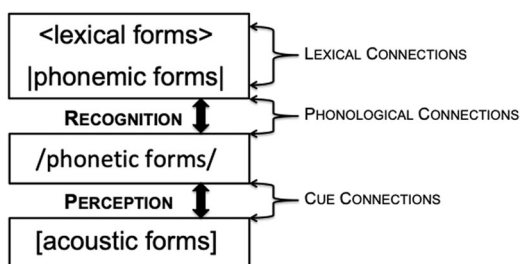 <lexical forms>
LEXICAL CONNECTIONS
|phonemic forms|
RECOGNITION
PHONOLOGICAL CONNECTIONS
/phonetic forms/
PERCEPTION
CUE CONNECTIONS
[acoustic forms]